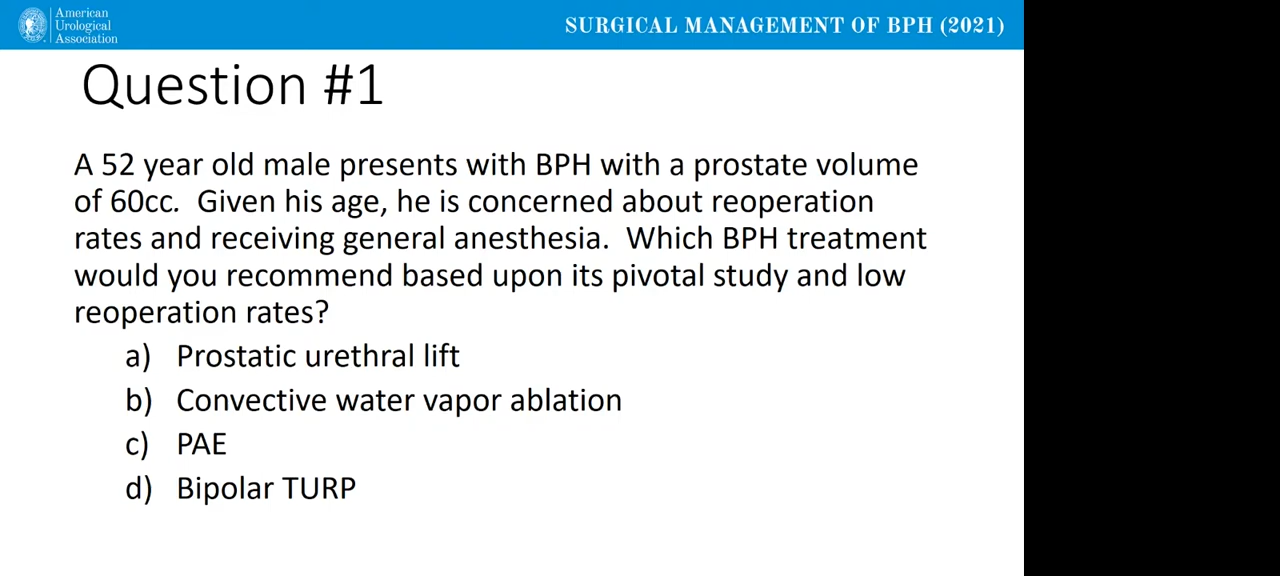 American
Urological
Association
SURGICAL MANAGEMENT OF BPH (2021)
Question #1
A 52 year old male presents with BPH with a prostate volume
of 60cc. Given his age, he is concerned about reoperation
rates and receiving general anesthesia. Which BPH treatment
would you recommend based upon its pivotal study and low
reoperation rates?
a) Prostatic urethral lift
b) Convective water vapor ablation
c) PAE
d) Bipolar TURP